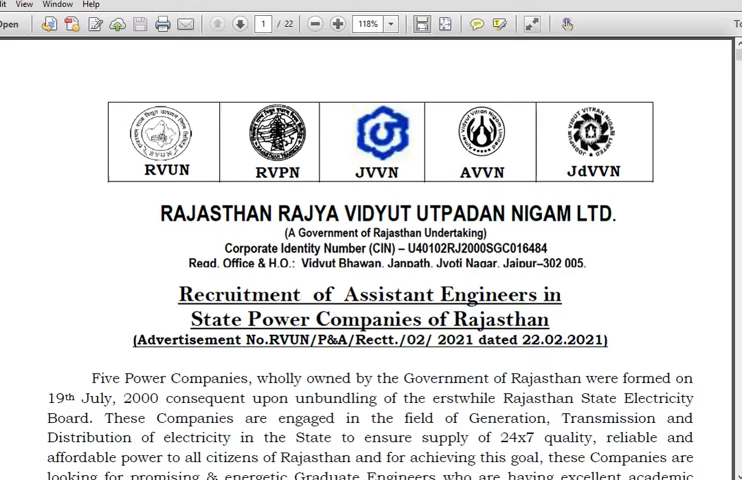 dit View Window Help
Open 1 / 22 118% To
RVUN RVPN JVVN AVVN JdVVN
RAJASTHAN RAJYA VIDYUT UTPADAN NIGAM LTD.
(A Government of Rajasthan Undertaking)
Corporate Identity Number (CIN) – U40102RJ2000SGC016484
Regd. Office & H.O.: Vidyut Bhawan, Janpath, Jyoti Nagar, Jaipur–302 005.
Recruitment of Assistant Engineers in
State Power Companies of Rajasthan
(Advertisement No.RVUN/P&A/Rectt./02/ 2021 dated 22.02.2021)
Five Power Companies, wholly owned by the Government of Rajasthan were formed on
19th July, 2000 consequent upon unbundling of the erstwhile Rajasthan State Electricity
Board. These Companies are engaged in the field of Generation, Transmission and
Distribution of electricity in the State to ensure supply of 24x7 quality, reliable and
affordable power to all citizens of Rajasthan and for achieving this goal, these Companies are
looking for promising & energetic Graduate Engineers who are having excellent academic